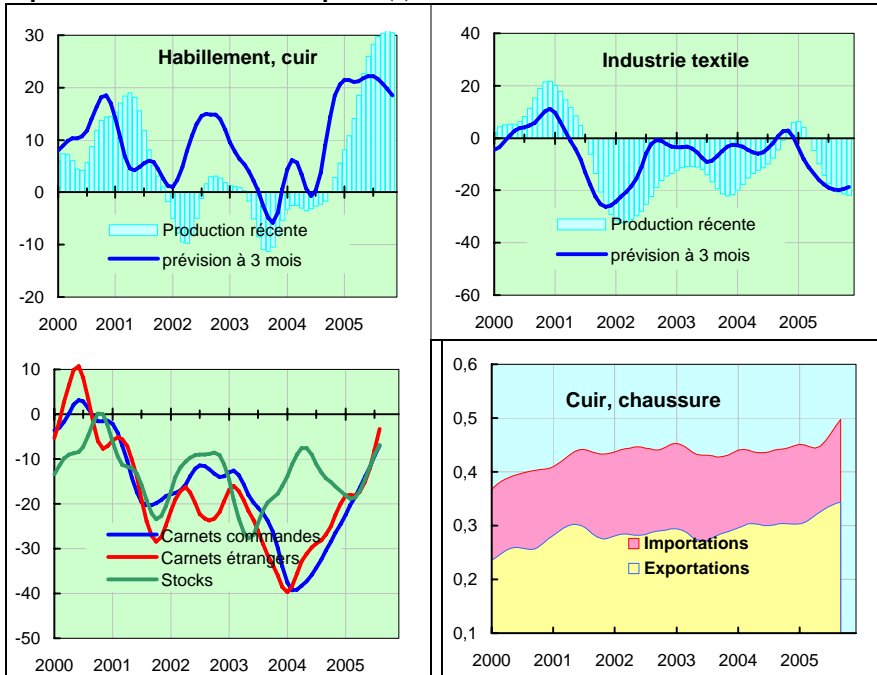 Habillement, cuir
30
20
10
0
-10
-20
Production récente
prévision à 3 mois
2000 2001 2002 2003 2004 2005
Industrie textile
40
20
0
-20
-40
-60
Production récente
prévision à 3 mois
2000 2001 2002 2003 2004 2005
10
0
-10
-20
-30
-40
-50
Carnets commandes
Carnets étrangers
Stocks
2000 2001 2002 2003 2004 2005
Cuir, chaussure
0,6
0,5
0,4
0,3
0,2
0,1
Importations
Exportations
2000 2001 2002 2003 2004 2005